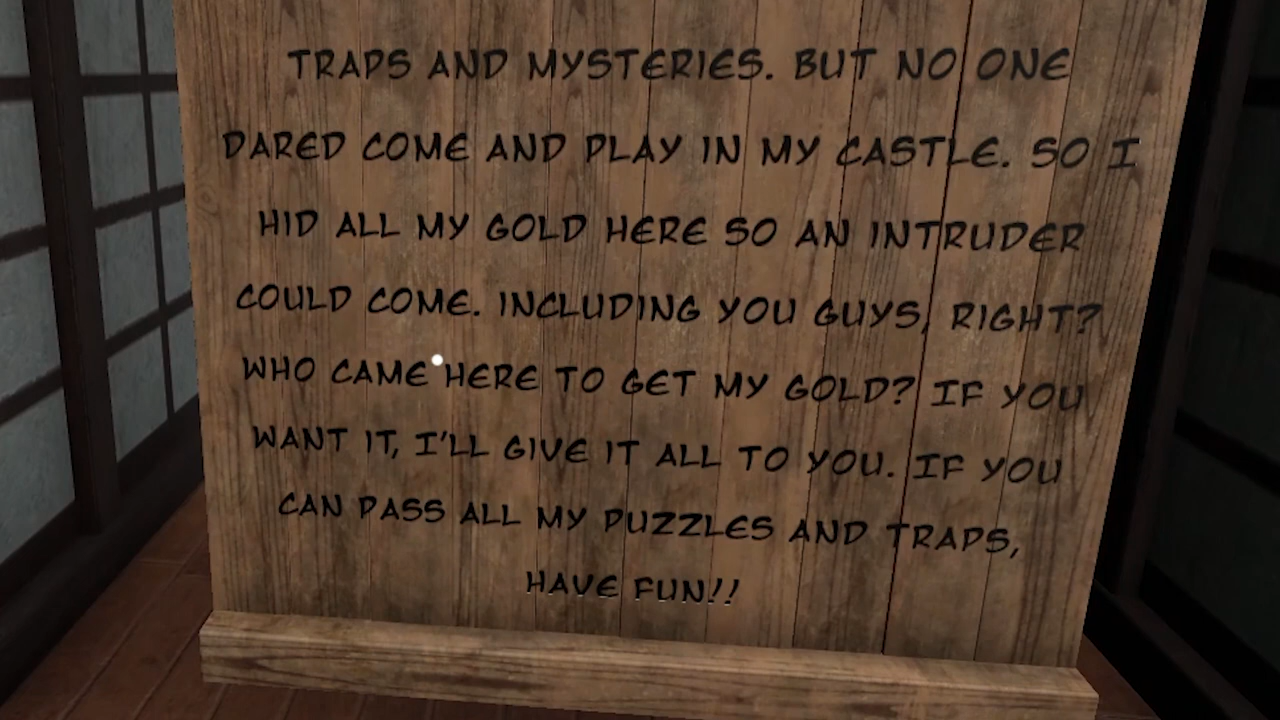 TRAPS AND MYSTERIES. BUT NO ONE
DARED COME AND PLAY IN MY CASTLE. SO I
HID ALL MY GOLD HERE SO AN INTRUDER
COULD COME. INCLUDING YOU GUYS, RIGHT?
WHO CAME HERE TO GET MY GOLD? IF YOU
WANT IT, I'LL GIVE IT ALL TO YOU. IF YOU
CAN PASS ALL MY PUZZLES AND TRAPS,
HAVE FUN!!